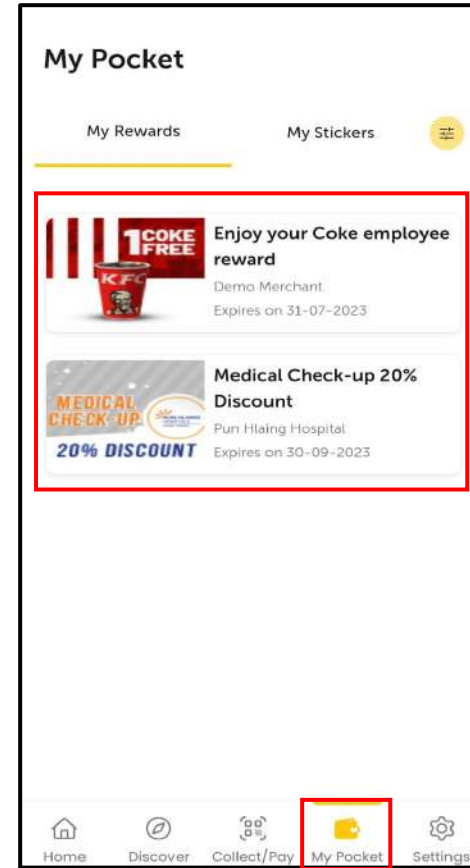 My Pocket
My Rewards
My Stickers
1 COKE
FREE
KFC
Enjoy your Coke employee
reward
Demo Merchant
Expires on 31-07-2023
MEDICAL
CHECK-UP
20% DISCOUNT
Medical Check-up 20%
Discount
Pun Hlaing Hospital
Expires on 30-09-2023
Home
Discover
Collect/Pay
My Pocket
Settings